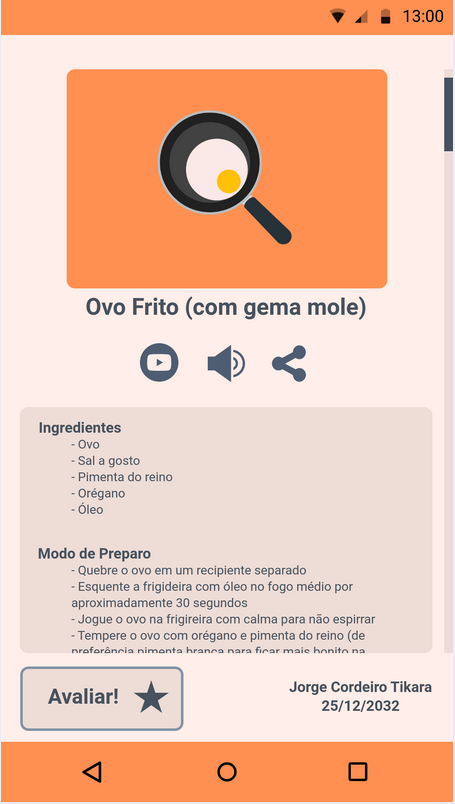 13:00
Ovo Frito (com gema mole)
Ingredientes
- Ovo
- Sal a gosto
- Pimenta do reino
- Orégano
- Óleo
Modo de Preparo
- Quebre o ovo em um recipiente separado
- Esquente a frigideira com óleo no fogo médio por
aproximadamente 30 segundos
- Jogue o ovo na frigireira com calma para não espirrar
- Tempere o ovo com orégano e pimenta do reino (de
preferência pimenta branca para ficar mais bonito na
Avaliar!
Jorge Cordeiro Tikara
25/12/2032